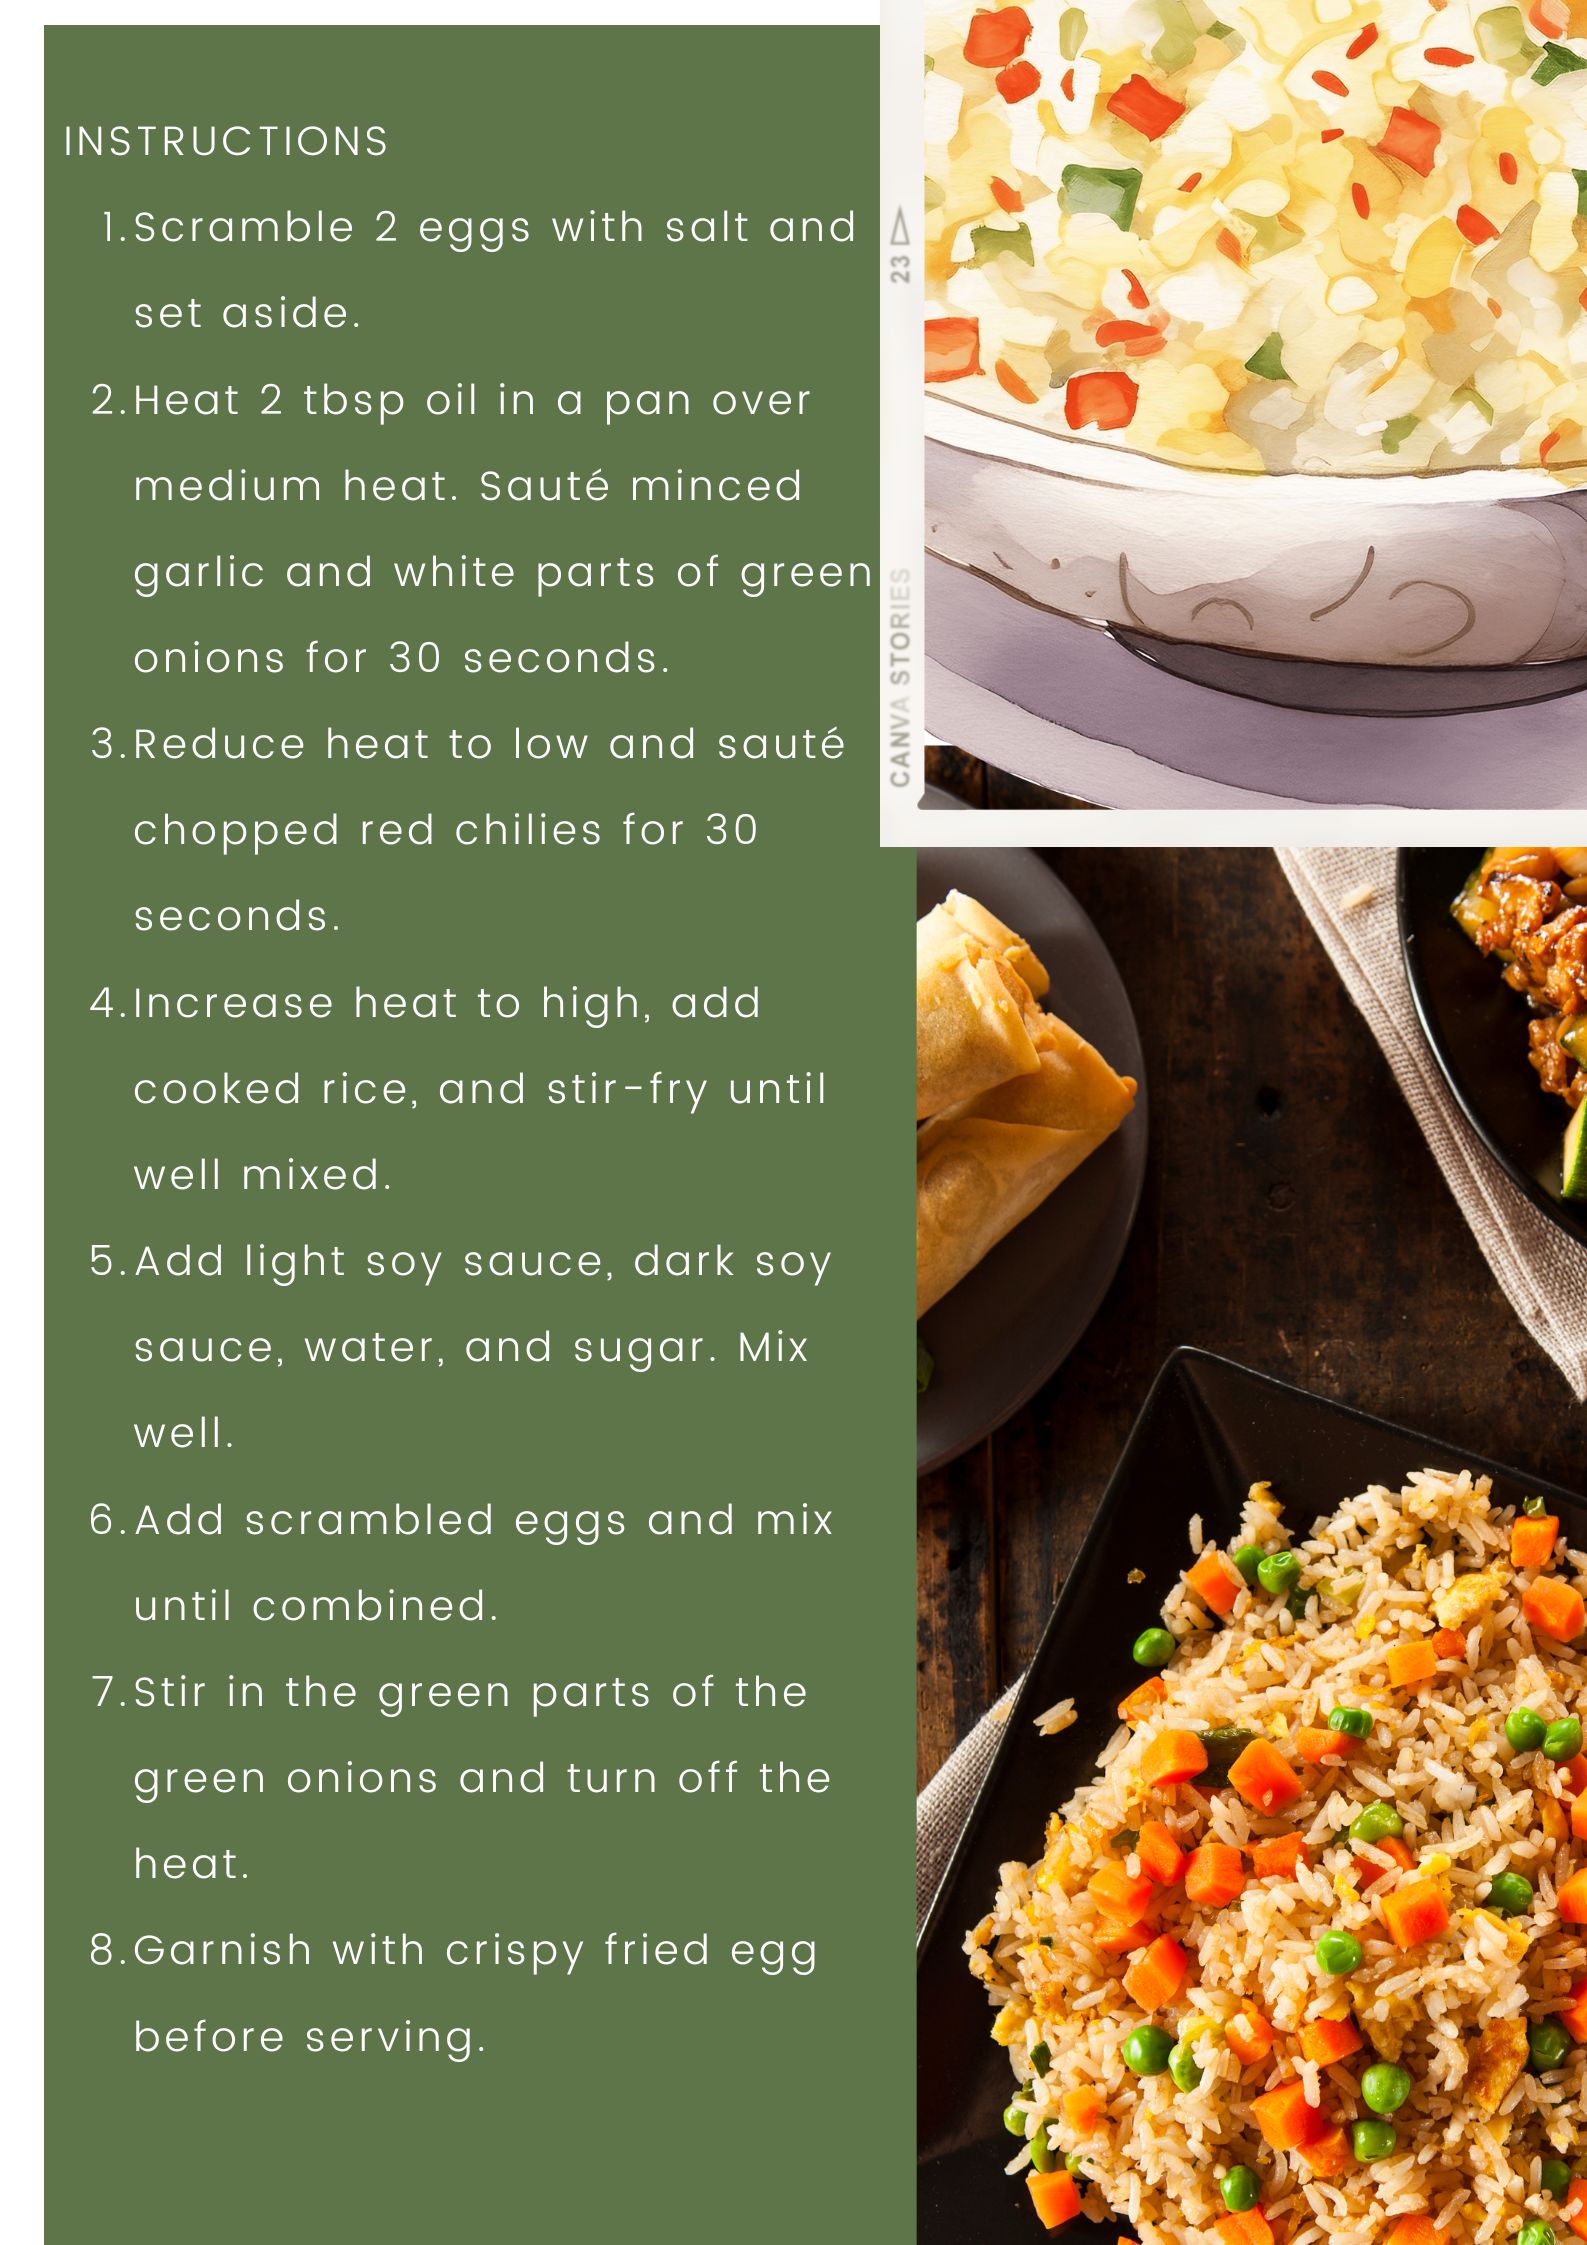 INSTRUCTIONS
1. Scramble 2 eggs with salt and
set aside.
2. Heat 2 tbsp oil in a pan over
medium heat. Sauté minced
garlic and white parts of green
onions for 30 seconds.
3. Reduce heat to low and sauté
chopped red chilies for 30
seconds.
4. Increase heat to high, add
cooked rice, and stir-fry until
well mixed.
5. Add light soy sauce, dark soy
sauce, water, and sugar. Mix
well.
6. Add scrambled eggs and mix
until combined.
7. Stir in the green parts of the
green onions and turn off the
heat.
8. Garnish with crispy fried egg
before serving.
23
CANVA STORIES